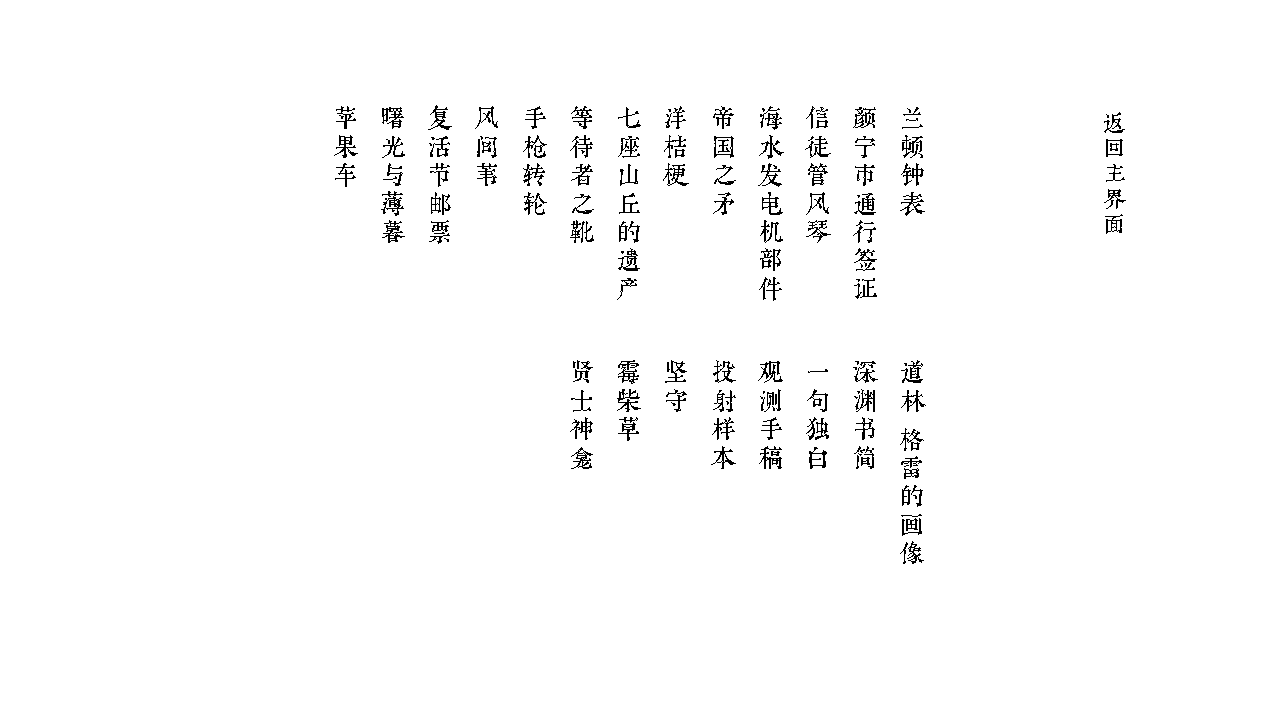 返回主界面
兰顿钟表
颜宁市通行签证
信徒管风琴
海水发电机部件
帝国之矛
洋桔梗
七座山丘的遗产
等待者之靴
手枪转轮
风闻苇
复活节邮票
曙光与薄暮
苹果车
道林 格雷的画像
深渊书简
一句独白
观测手稿
投射样本
坚守
霉柴草
贤士神龛